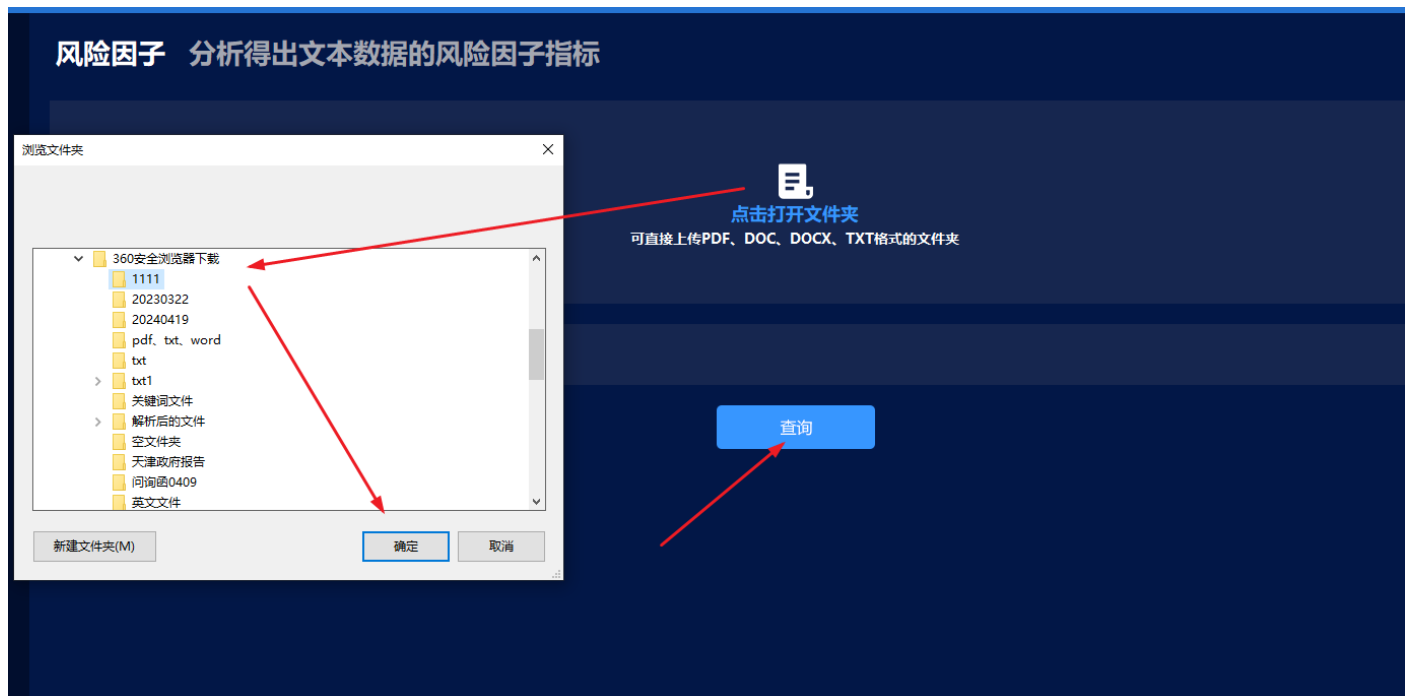 风险因子 分析得出文本数据的风险因子指标
浏览文件夹
360安全浏览器下载
1111
20230322
20240419
pdf、txt、word
txt
txt1
关键词文件
解析后的文件
空文件夹
天津政府报告
问询函0409
英文文件
新建文件夹(M)
确定
取消
点击打开文件夹
可直接上传PDF、DOC、DOCX、TXT格式的文件夹
查询